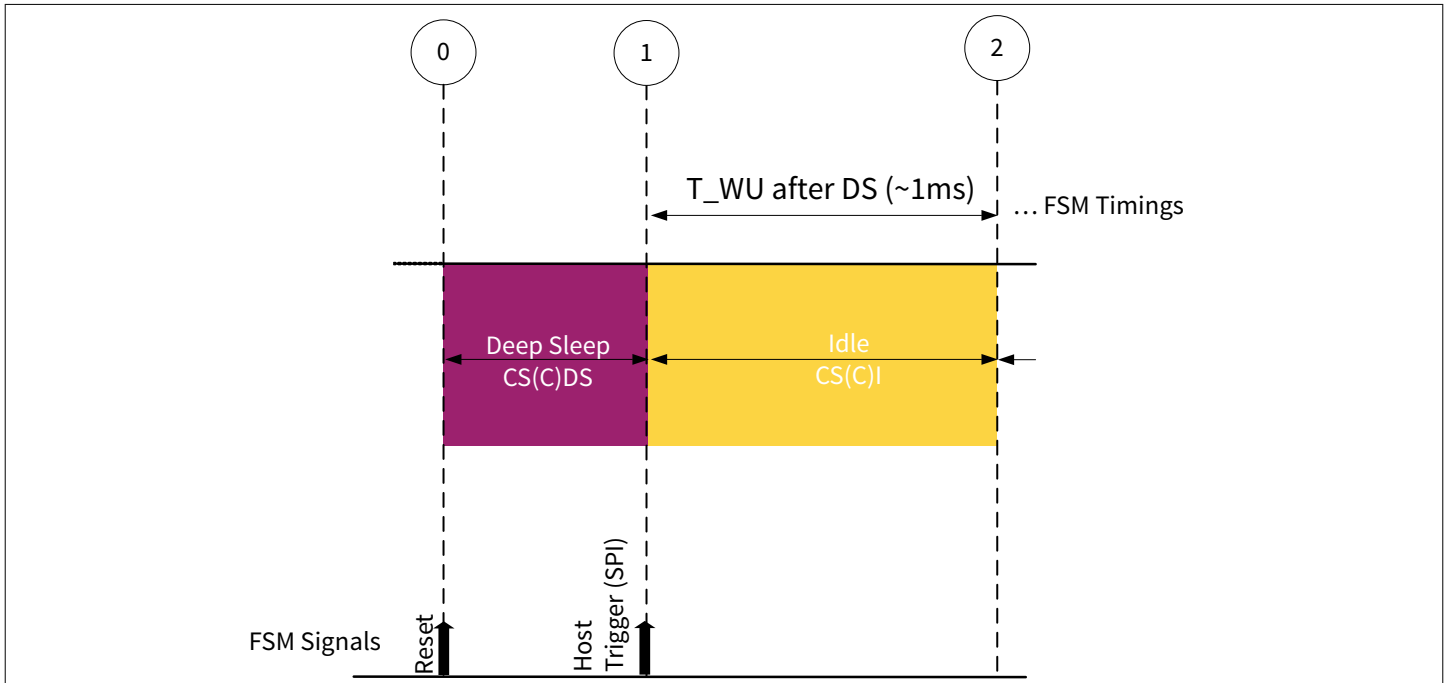 0
1
2
T_WU after DS (~1ms)
... FSM Timings
Deep Sleep
CS(C)DS
Idle
CS(C)I
FSM Signals
Reset
Host
Trigger (SPI)